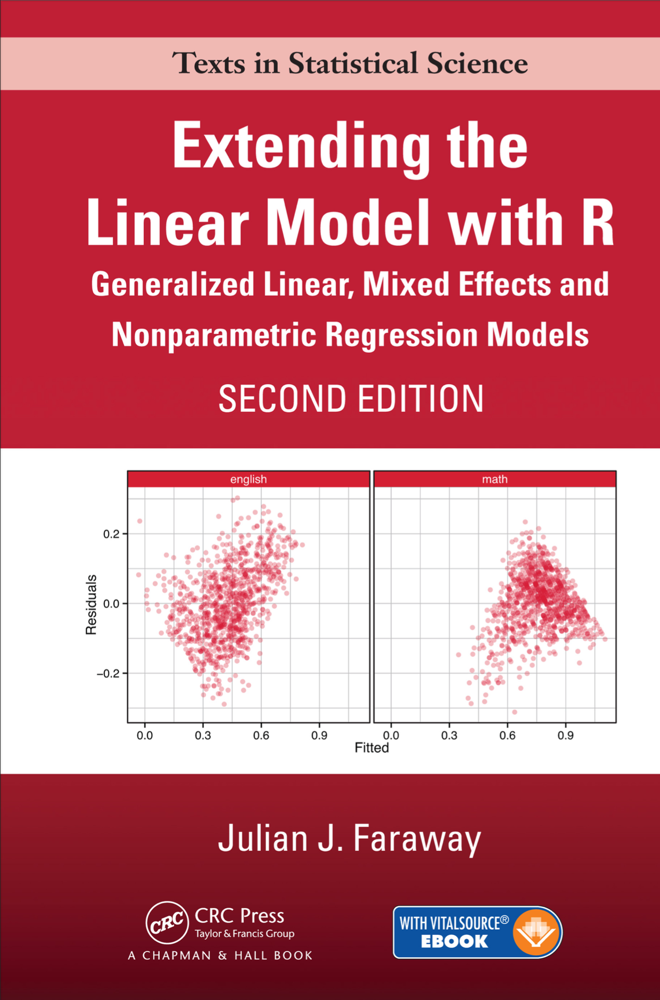 Texts in Statistical Science
Extending the
Linear Model with R
Generalized Linear, Mixed Effects and
Nonparametric Regression Models
SECOND EDITION
english
math
0.2
0.0
−0.2
Residuals
0.0 0.3 0.6 0.9 0.0 0.3 0.6 0.9
Fitted
Julian J. Faraway
CRC CRC Press
Taylor & Francis Group
A CHAPMAN & HALL BOOK
WITH VITALSOURCE®
EBOOK